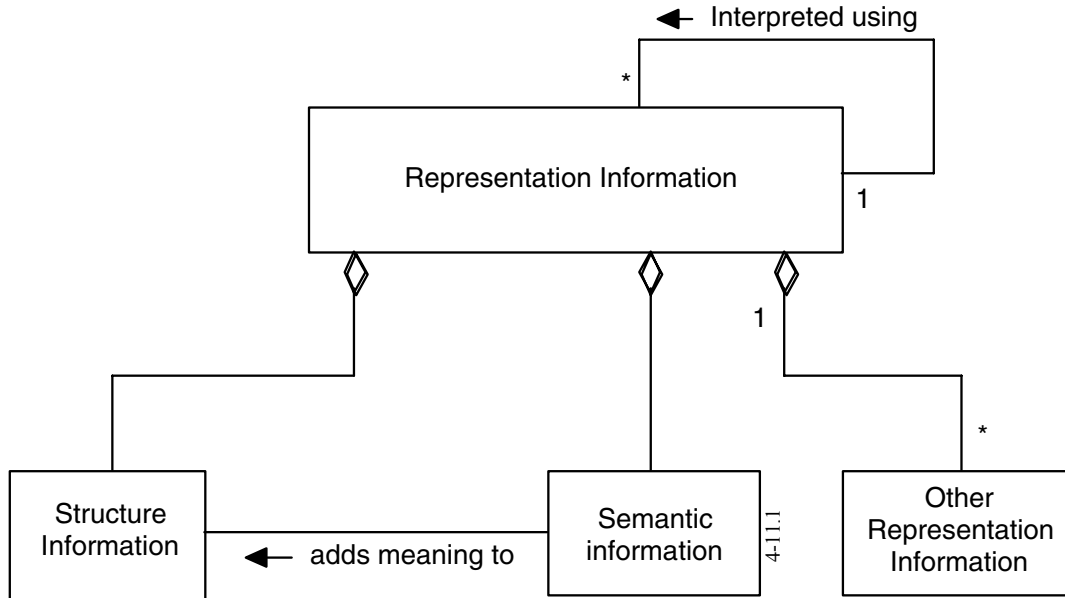 Interpreted using
*
Representation Information
1
1
*
Structure
Information
adds meaning to
Semantic
information
4-11.1
Other
Representation
Information